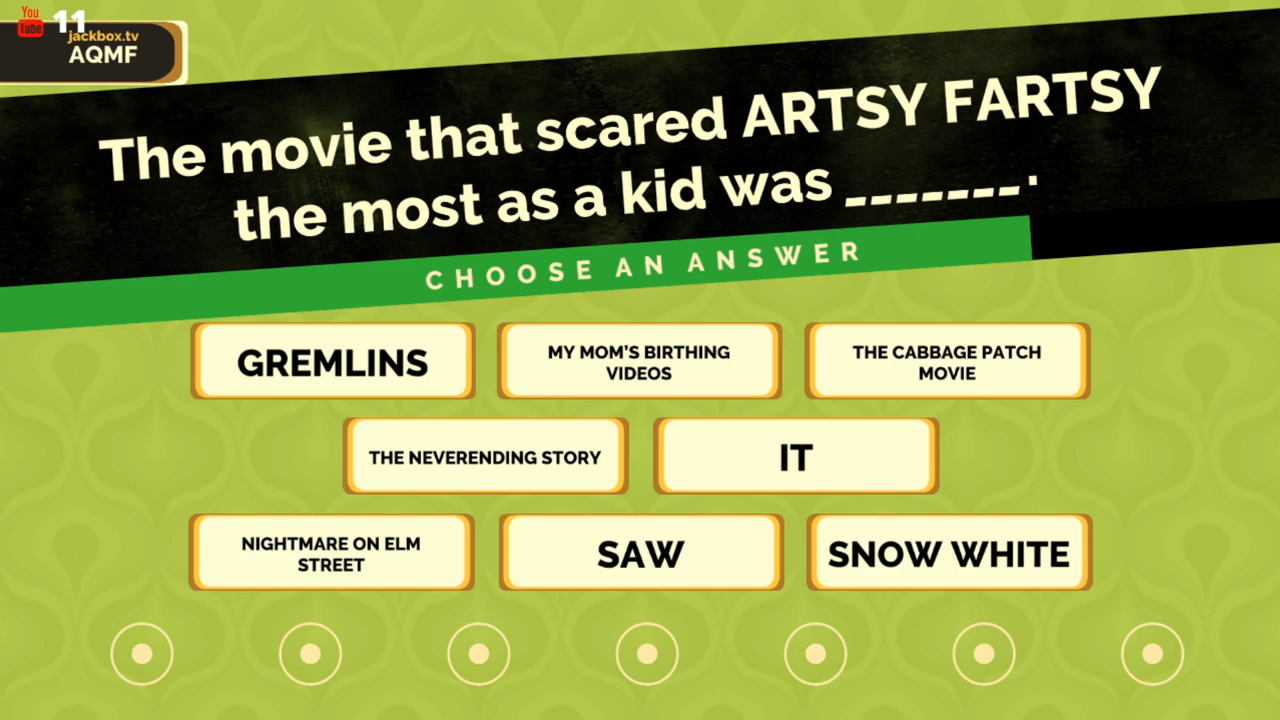 You
Tube
11
jackbox.tv
AQMF
The movie that scared ARTSY FARTSY
the most as a kid was _______.
CHOOSE AN ANSWER
GREMLINS
MY MOM'S BIRTHING
VIDEOS
THE CABBAGE PATCH
MOVIE
THE NEVERENDING STORY
IT
NIGHTMARE ON ELM
STREET
SAW
SNOW WHITE